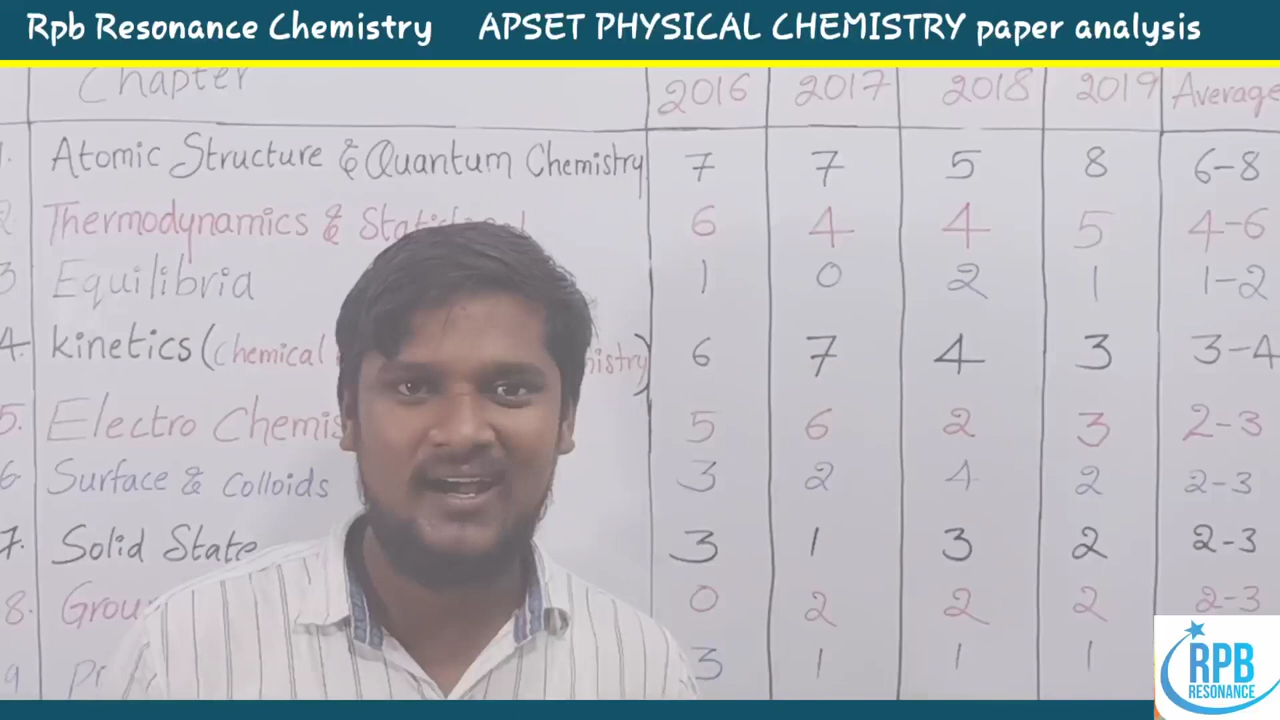 Rpb Resonance Chemistry APSET PHYSICAL CHEMISTRY paper analysis
Chapter 2016 2017 2018 2019 Average
1. Atomic Structure & Quantum Chemistry 7 7 5 8 6-8
2. Thermodynamics & 6 4 4 5 4-6
3 Equilibria 1 0 2 1 1-2
4. kinetics (chemical 6 7 4 3 3-4
5. Electro 5 6 2 3 2-3
6 Surface & Colloids 3 2 4 2 2-3
7. Solid State 3 1 3 2 2-3
8. 0 2 2 2 2-3
9 3 1 1 1
RPB
RESONANCE